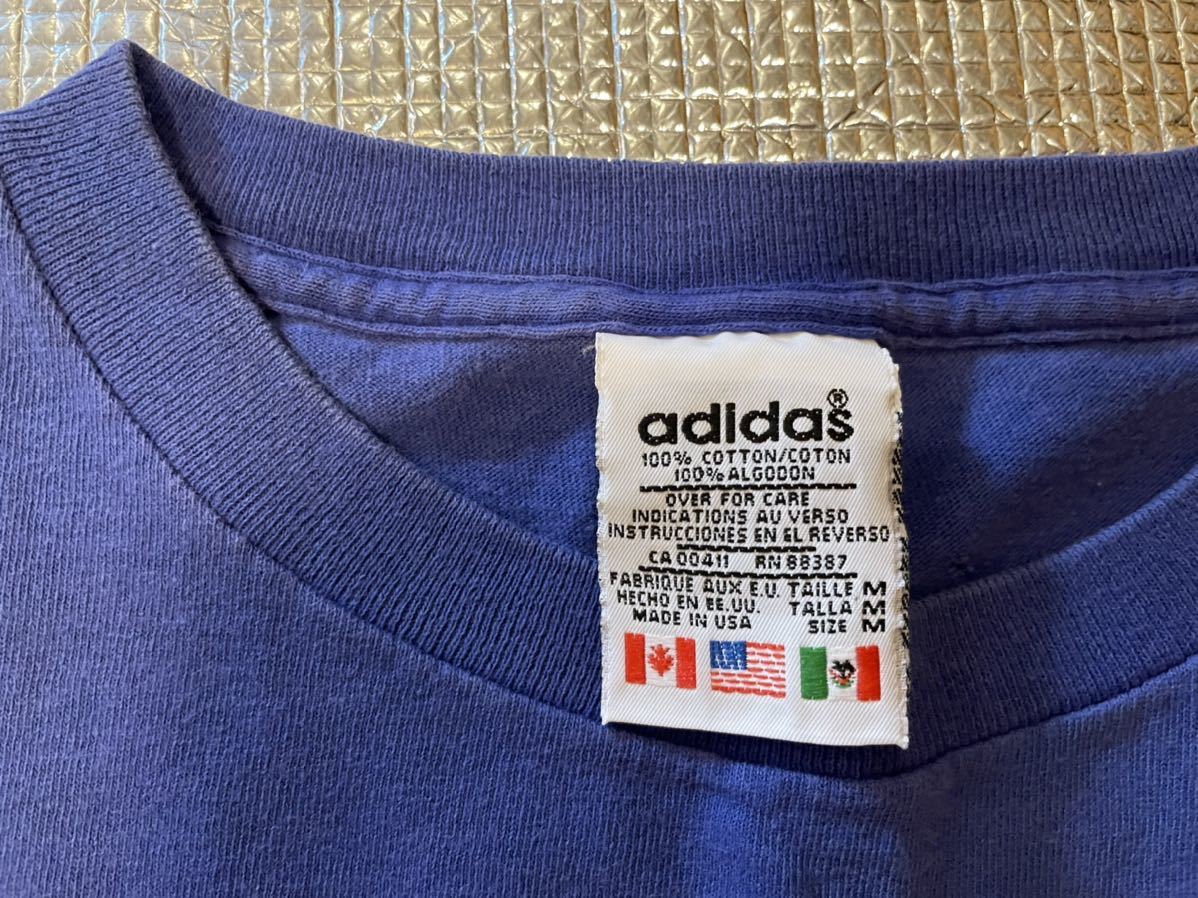 adidas®
100% COTTON/COTON
100% ALGODON
OVER FOR CARE
INDICATIONS AU VERSO
INSTRUCCIONES EN EL REVERSO
CA 00411 RN 88387
FABRIQUE AUX E.U. TAILLE M
HECHO EN EE.UU. TALLA M
MADE IN USA SIZE M